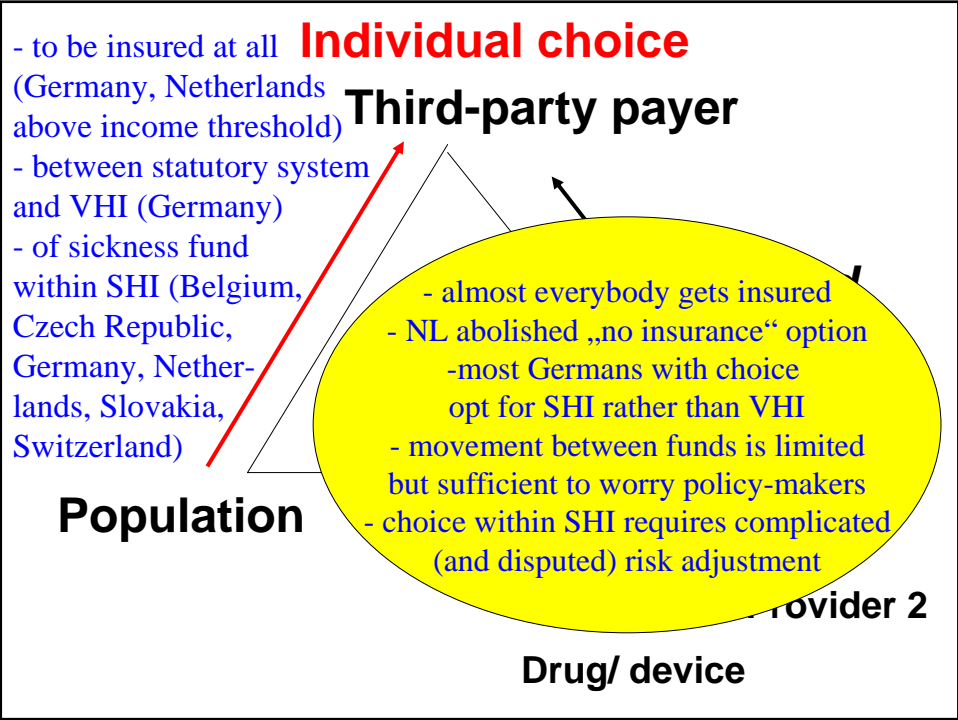 Individual choice
- to be insured at all
(Germany, Netherlands
above income threshold)
- between statutory system
and VHI (Germany)
- of sickness fund
within SHI (Belgium,
Czech Republic,
Germany, Nether-
lands, Slovakia,
Switzerland)
Third-party payer
- almost everybody gets insured
- NL abolished „no insurance“ option
-most Germans with choice
opt for SHI rather than VHI
- movement between funds is limited
but sufficient to worry policy-makers
- choice within SHI requires complicated
(and disputed) risk adjustment
Population
rovider 2
Drug/ device